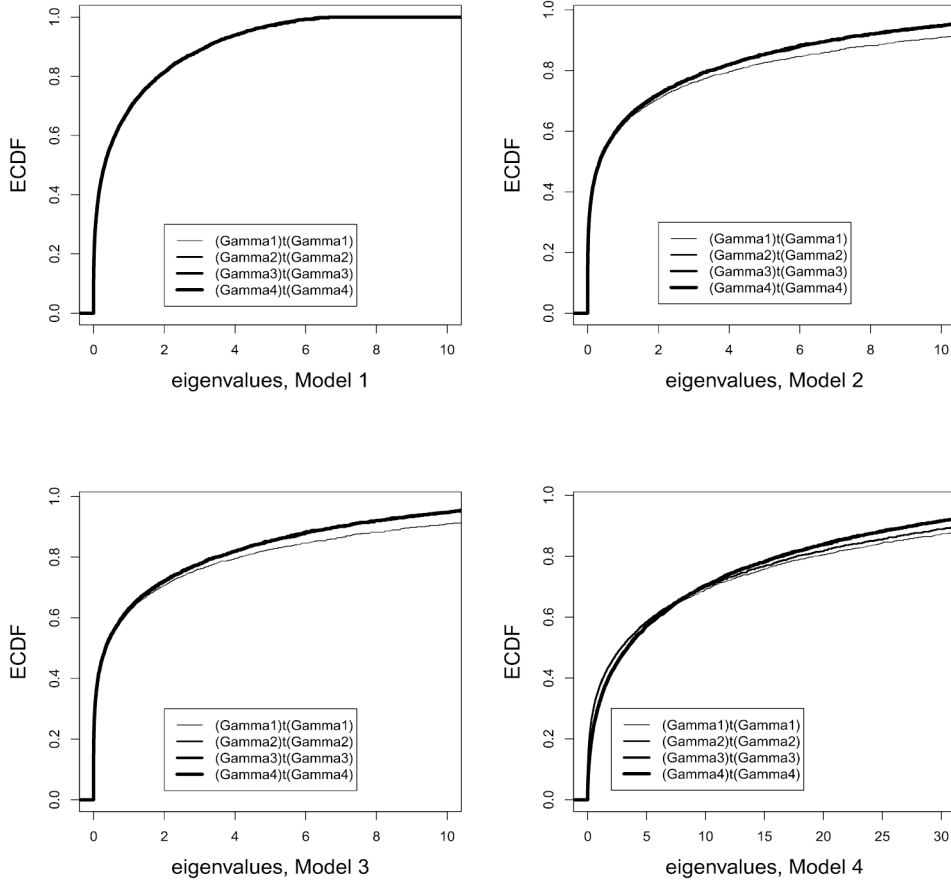 ECDF
1.0
0.8
0.6
0.4
0.2
0.0
(Gamma1)t(Gamma1)
(Gamma2)t(Gamma2)
(Gamma3)t(Gamma3)
(Gamma4)t(Gamma4)
0 2 4 6 8 10
eigenvalues, Model 1
ECDF
1.0
0.8
0.6
0.4
0.2
0.0
(Gamma1)t(Gamma1)
(Gamma2)t(Gamma2)
(Gamma3)t(Gamma3)
(Gamma4)t(Gamma4)
0 2 4 6 8 10
eigenvalues, Model 2
ECDF
1.0
0.8
0.6
0.4
0.2
0.0
(Gamma1)t(Gamma1)
(Gamma2)t(Gamma2)
(Gamma3)t(Gamma3)
(Gamma4)t(Gamma4)
0 2 4 6 8 10
eigenvalues, Model 3
ECDF
1.0
0.8
0.6
0.4
0.2
0.0
(Gamma1)t(Gamma1)
(Gamma2)t(Gamma2)
(Gamma3)t(Gamma3)
(Gamma4)t(Gamma4)
0 5 10 15 20 25 30
eigenvalues, Model 4